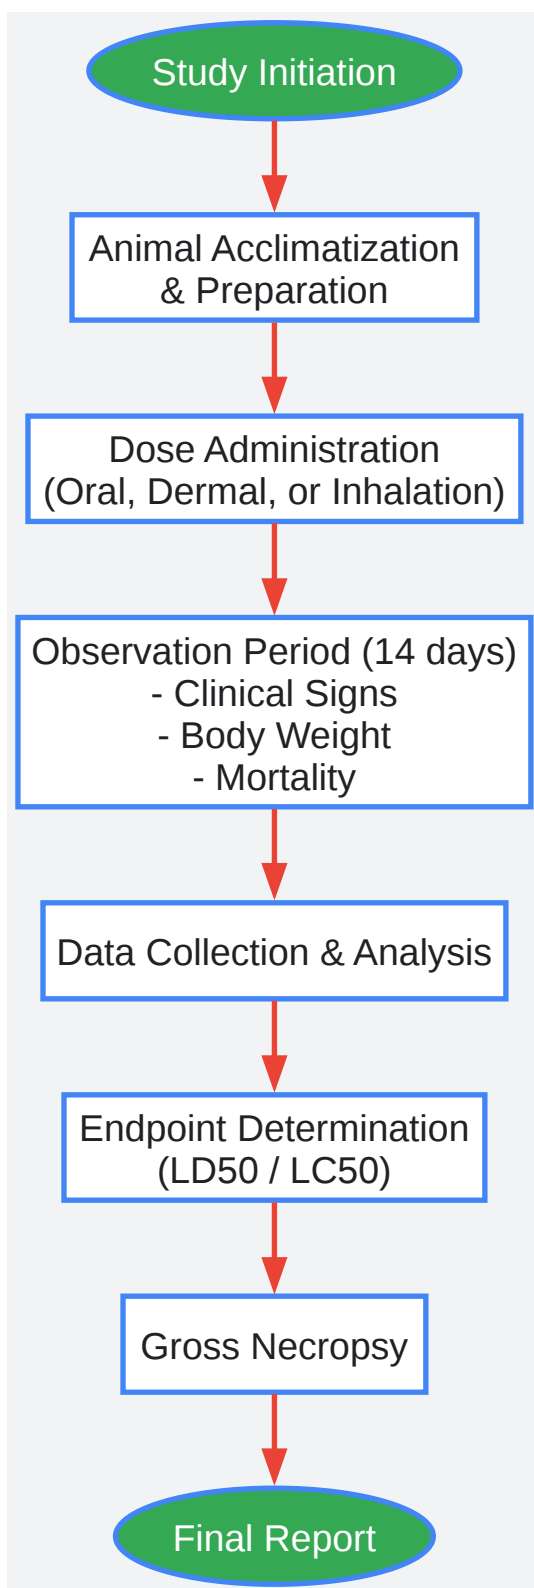 Study Initiation
Animal Acclimatization
& Preparation
Dose Administration
(Oral, Dermal, or Inhalation)
Observation Period (14 days)
- Clinical Signs
- Body Weight
- Mortality
Data Collection & Analysis
Endpoint Determination
(LD50 / LC50)
Gross Necropsy
Final Report